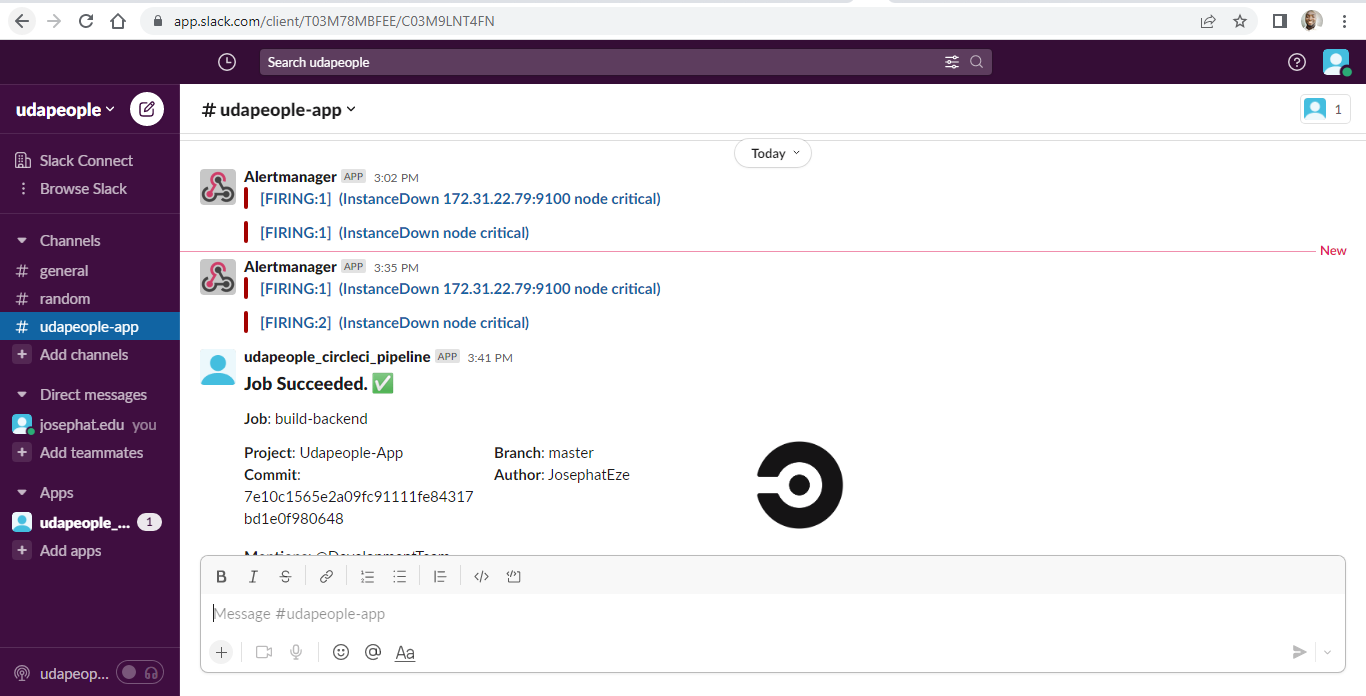 app.slack.com/client/T03M78MBFEE/C03M9LNT4FN
Search udapeople
udapeople
Slack Connect
Browse Slack
Channels
# general
# random
# udapeople-app
+ Add channels
Direct messages
josephat.edu you
+ Add teammates
Apps
udapeople_... 1
+ Add apps
udapeop...
# udapeople-app
1
Today
Alertmanager APP 3:02 PM
[FIRING:1] (InstanceDown 172.31.22.79:9100 node critical)
[FIRING:1] (InstanceDown node critical)
New
Alertmanager APP 3:35 PM
[FIRING:1] (InstanceDown 172.31.22.79:9100 node critical)
[FIRING:2] (InstanceDown node critical)
udapeople_circleci_pipeline APP 3:41 PM
Job Succeeded. ✅
Job: build-backend
Project: Udapeople-App
Branch: master
Commit:
Author: JosephatEze
7e10c1565e2a09fc91111fe84317
bd1e0f980648
Mentions: @DevelopmentTeam
B I S
Message #udapeople-app
+ @ Aa